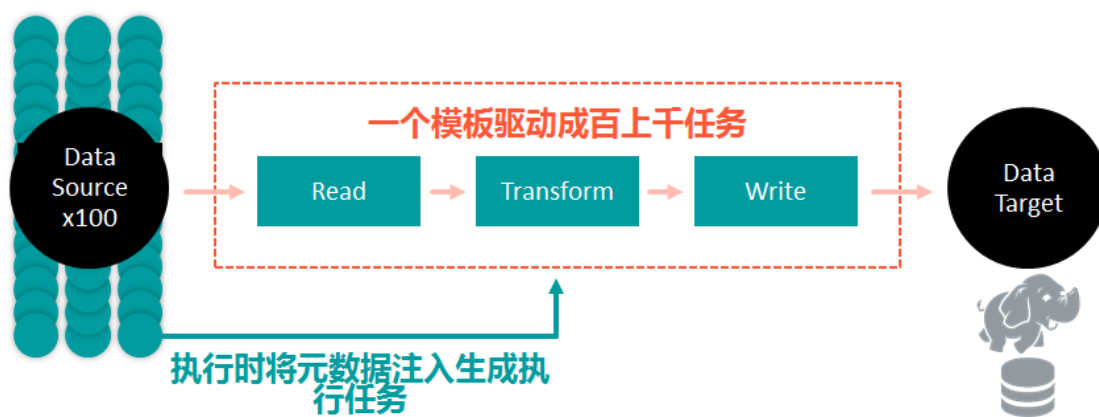 一个模板驱动成百上千任务
Data
Source
x100
Read
Transform
Write
Data
Target
执行时将元数据注入生成执
行任务